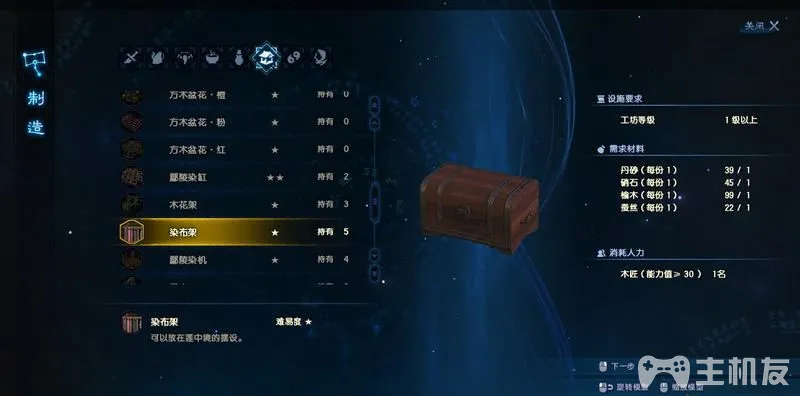 关闭
制造
方木盆花·橙 ★ 持有 0
方木盆花·粉 ★ 持有 0
方木盆花·红 ★ 持有 0
鄢陵染缸 ★★ 持有 2
木花架 ★ 持有 3
染布架 ★ 持有 5
鄢陵染机 ★ 持有 4
染布架 难易度 ★
可以放在莲中境的摆设。
设施要求
工坊等级 1级以上
需求材料
丹砂（每份1） 39 / 1
硝石（每份1） 45 / 1
榆木（每份1） 99 / 1
蚕丝（每份1） 22 / 1
消耗人力
木匠（能力值≥30） 1名
下一步
旋转模型 缩放模型
主机友